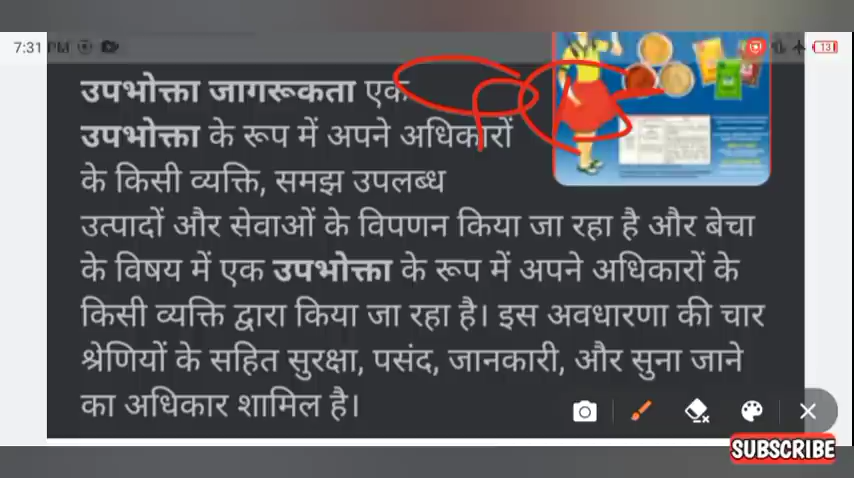 7:31 PM
131
उपभोक्ता जागरूकता एक
उपभोक्ता के रूप में अपने अधिकारों
के किसी व्यक्ति, समझ उपलब्ध
उत्पादों और सेवाओं के विपणन किया जा रहा है और बेचा
के विषय में एक उपभोक्ता के रूप में अपने अधिकारों के
किसी व्यक्ति द्वारा किया जा रहा है। इस अवधारणा की चार
श्रेणियों के सहित सुरक्षा, पसंद, जानकारी, और सुना जाने
का अधिकार शामिल है।
SUBSCRIBE